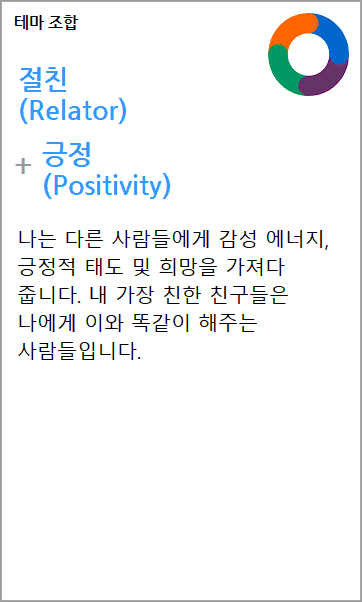 테마 조합
절친
(Relator)
+ 긍정
(Positivity)
나는 다른 사람들에게 감성 에너지,
긍정적 태도 및 희망을 가져다
줍니다. 내 가장 친한 친구들은
나에게 이와 똑같이 해주는
사람들입니다.